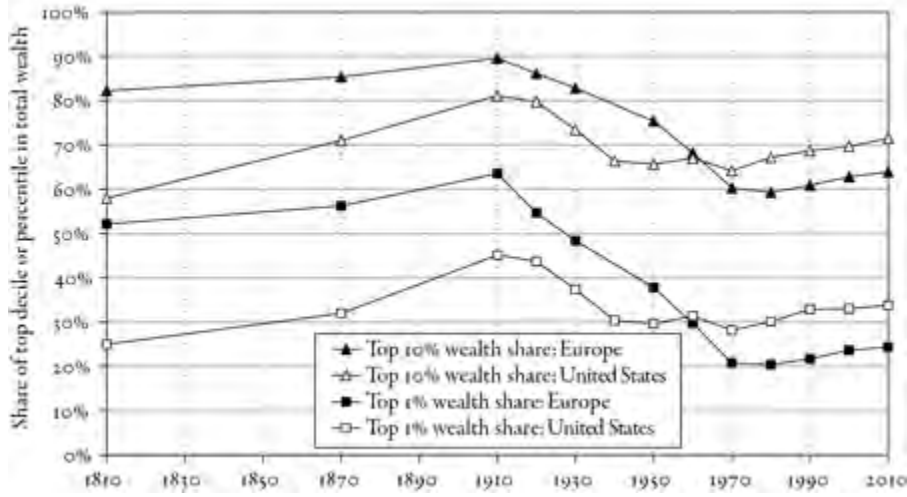 100%
90%
80%
70%
60%
50%
40%
30%
20%
10%
0%
Share of top decile or percentile in total wealth
Top 10% wealth share: Europe
Top 10% wealth share: United States
Top 1% wealth share: Europe
Top 1% wealth share: United States
1810 1830 1850 1870 1890 1910 1930 1950 1970 1990 2010